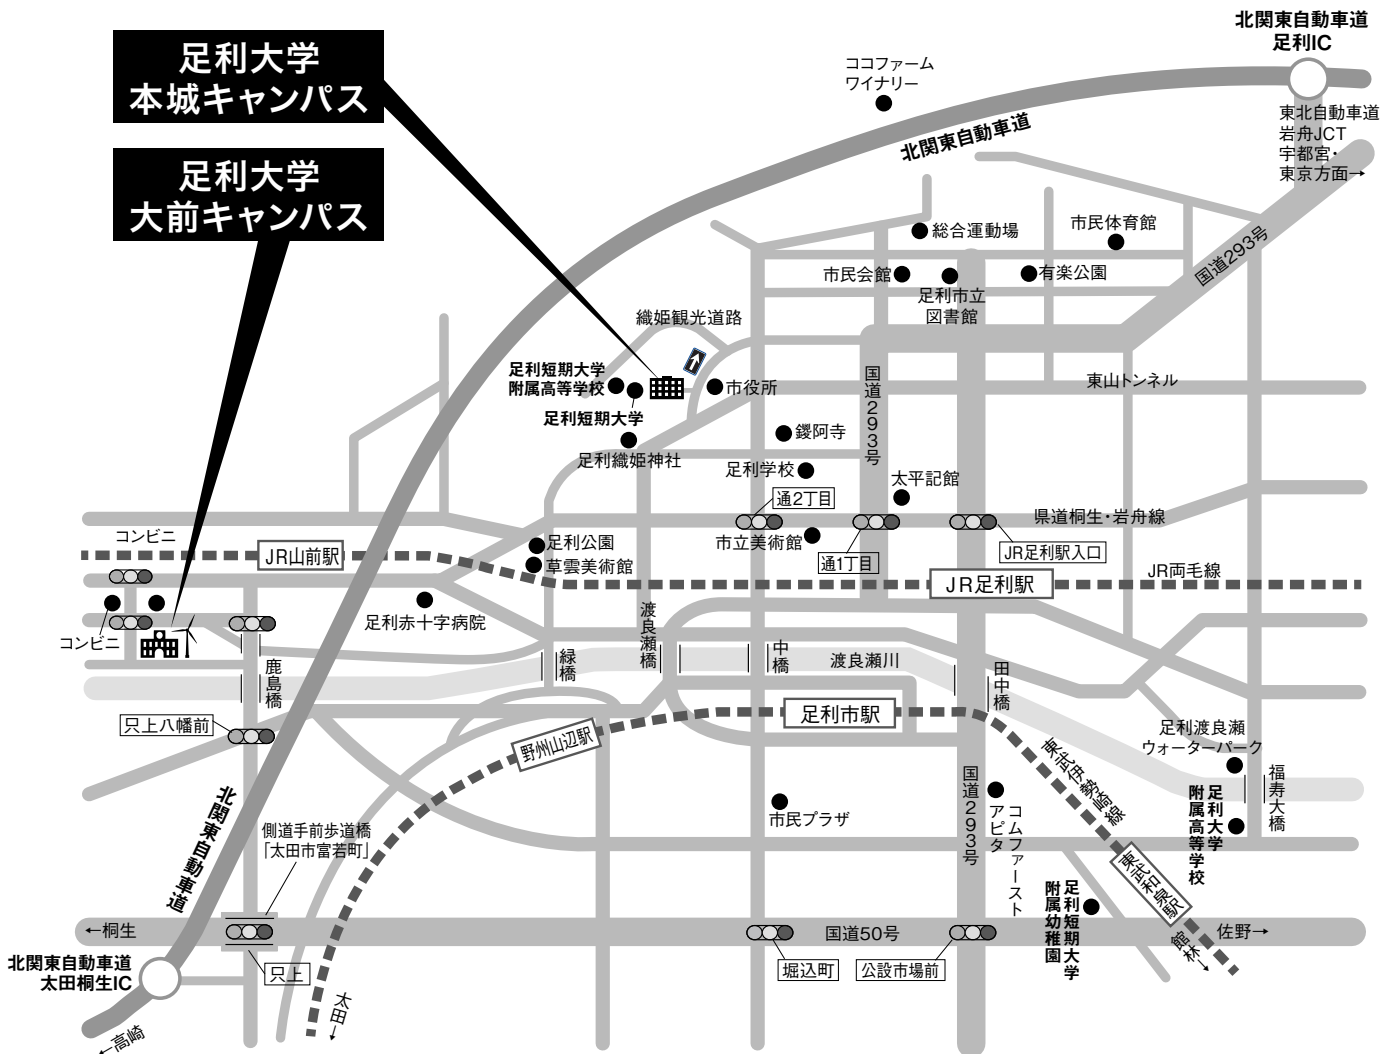 足利大学
本城キャンパス
足利大学
大前キャンパス
北関東自動車道
足利IC
ココファーム
ワイナリー
東北自動車道
岩舟JCT
宇都宮・
東京方面→
北関東自動車道
総合運動場
市民体育館
国道293号
市民会館
足利市立
図書館
有楽公園
織姫観光道路
足利短期大学
附属高等学校
足利短期大学
市役所
国道293号
東山トンネル
足利織姫神社
鑁阿寺
足利学校
太平記館
通2丁目
県道桐生・岩舟線
コンビニ
JR山前駅
足利公園
草雲美術館
市立美術館
通1丁目
JR足利駅入口
JR足利駅
JR両毛線
コンビニ
足利赤十字病院
渡良瀬橋
鹿島橋
緑橋
中橋
渡良瀬川
田中橋
只上八幡前
野州山辺駅
足利市駅
東武伊勢崎線
足利渡良瀬
ウォーターパーク
福寿大橋
足利大学
附属高等学校
市民プラザ
国道293号
アピタ
コムファースト
北関東自動車道
側道手前歩道橋
「太田市富若町」
東武和泉駅
足利短期大学
附属幼稚園
←桐生
国道50号
佐野→
館林→
北関東自動車道
太田桐生IC
只上
堀込町
公設市場前
太田→
←高崎